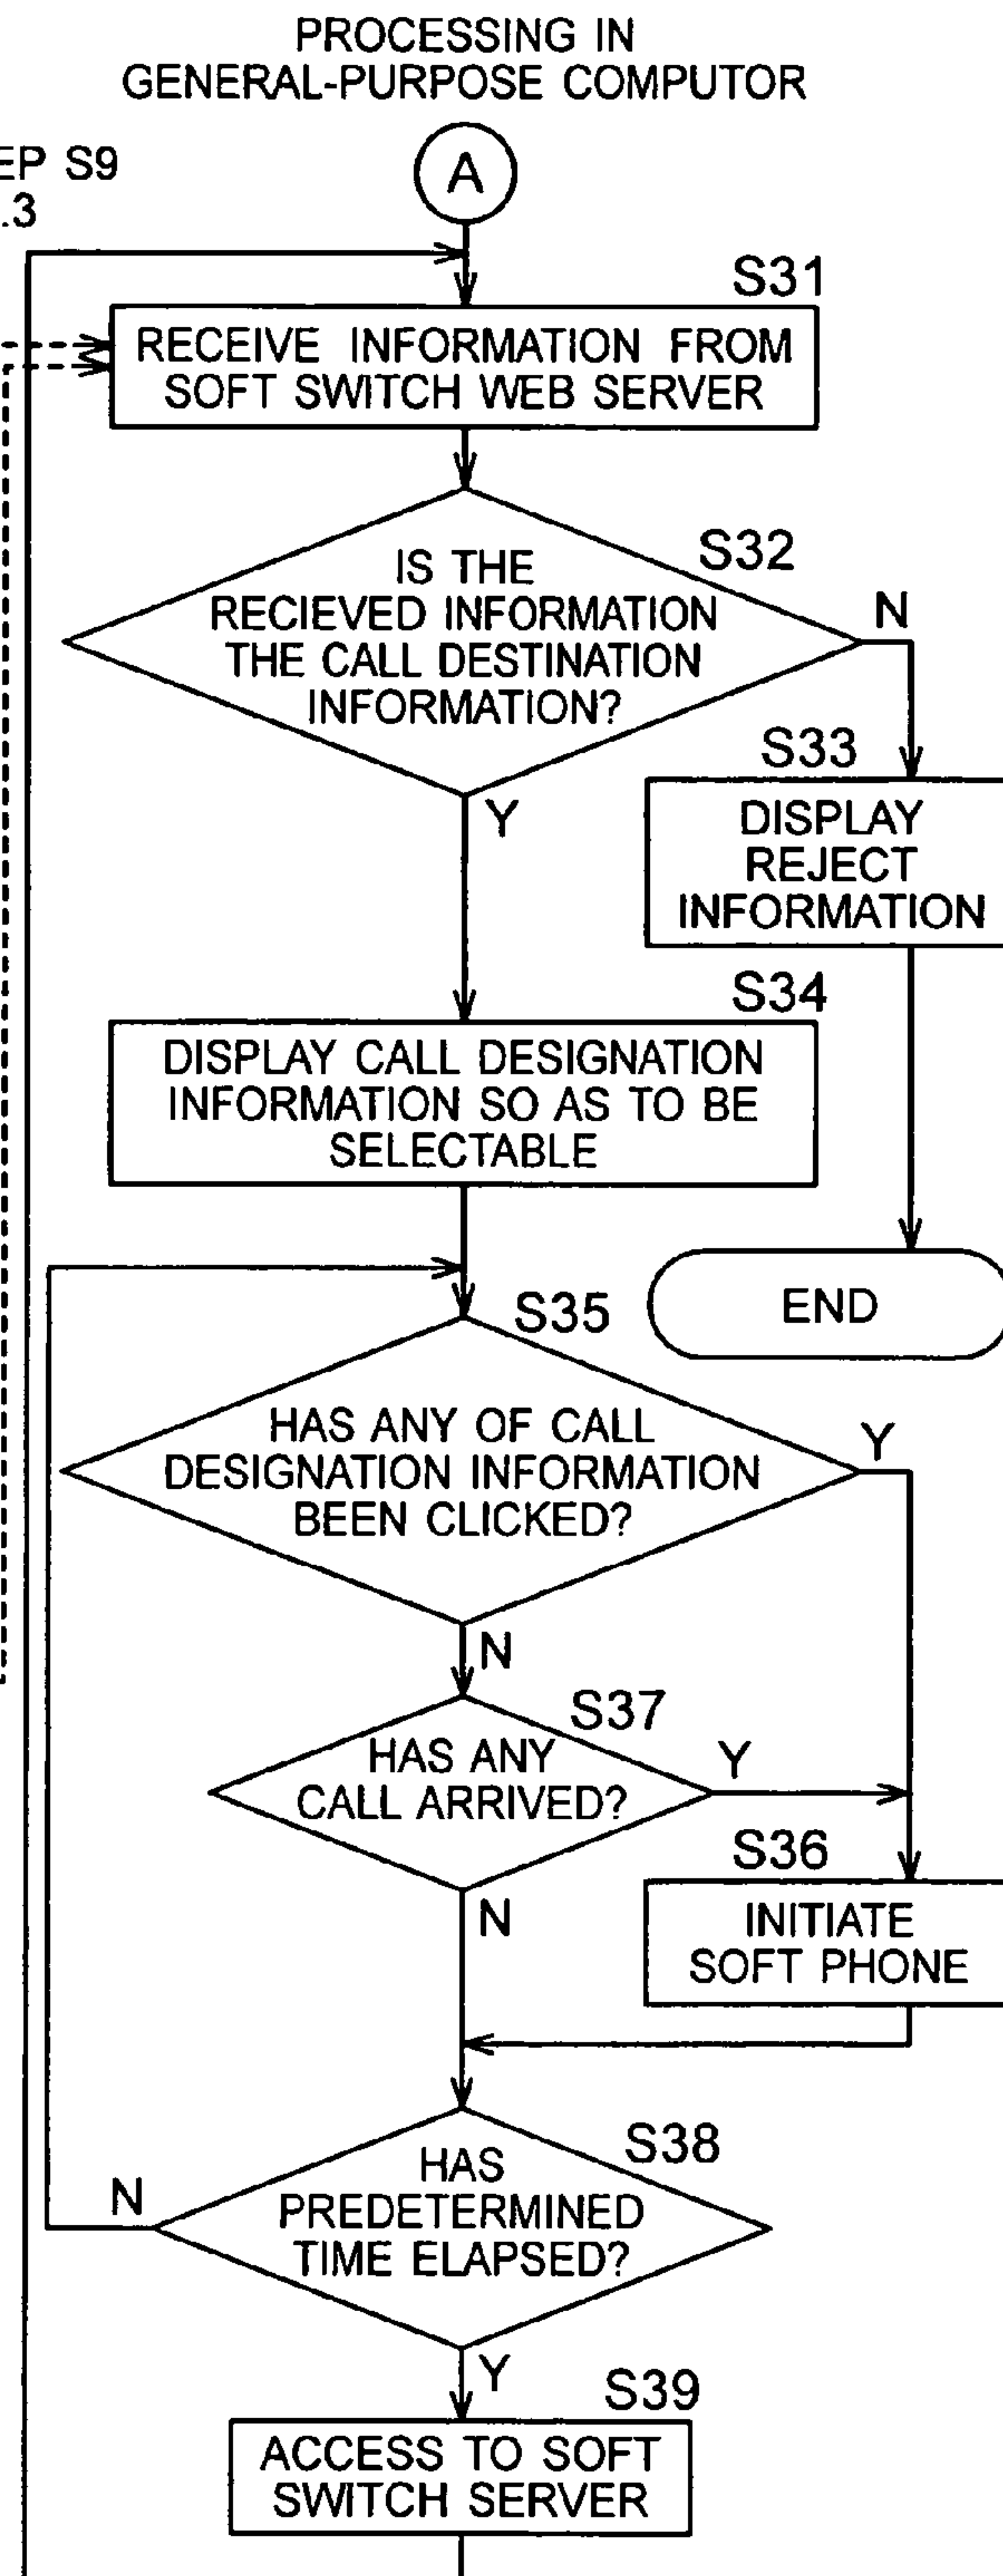 PROCESSING IN
GENERAL-PURPOSE COMPUTOR
EP S9
.3
A
S31
RECEIVE INFORMATION FROM
SOFT SWITCH WEB SERVER
S32
IS THE
RECIEVED INFORMATION
THE CALL DESTINATION
INFORMATION?
N
Y
S33
DISPLAY
REJECT
INFORMATION
S34
DISPLAY CALL DESIGNATION
INFORMATION SO AS TO BE
SELECTABLE
END
S35
HAS ANY OF CALL
DESIGNATION INFORMATION
BEEN CLICKED?
Y
N
S37
HAS ANY
CALL ARRIVED?
Y
N
S36
INITIATE
SOFT PHONE
S38
HAS
PREDETERMINED
TIME ELAPSED?
N
Y
S39
ACCESS TO SOFT
SWITCH SERVER